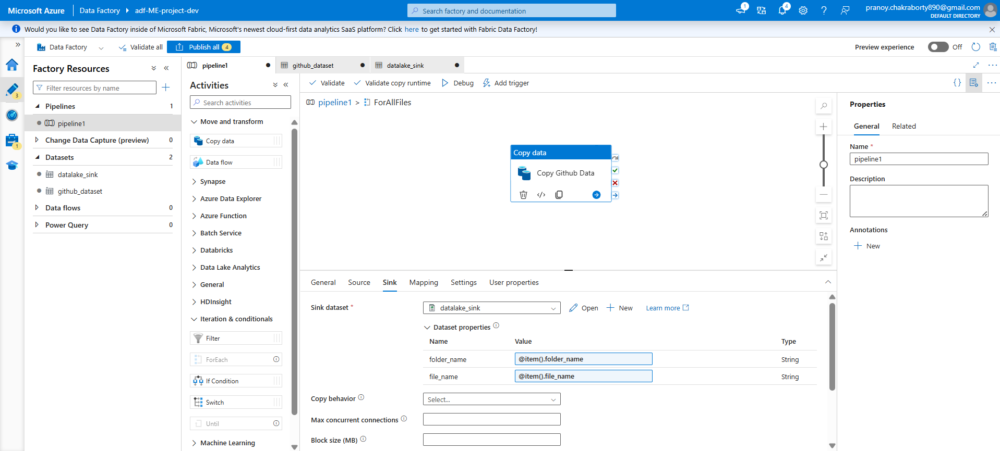 Microsoft Azure
Data Factory
adf-ME-project-dev
Search factory and documentation
1
4
pranoy.chakraborty890@gmail.com
DEFAULT DIRECTORY
Would you like to see Data Factory inside of Microsoft Fabric, Microsoft's newest cloud-first data analytics SaaS platform? Click here to get started with Fabric Data Factory!
Data Factory
Validate all
Publish all 4
Preview experience
Off
3
1
Factory Resources
Filter resources by name
Pipelines 1
pipeline1
Change Data Capture (preview) 0
Datasets 2
datalake_sink
github_dataset
Data flows 0
Power Query 0
pipeline1
github_dataset
datalake_sink
Activities
Search activities
Move and transform
Copy data
Data flow
Synapse
Azure Data Explorer
Azure Function
Batch Service
Databricks
Data Lake Analytics
General
HDInsight
Iteration & conditionals
Filter
ForEach
If Condition
Switch
Until
Machine Learning
Validate
Validate copy runtime
Debug
Add trigger
{}
pipeline1 > ForAllFiles
Copy data
Copy Github Data
General Source Sink Mapping Settings User properties
Sink dataset *
datalake_sink
Open
New
Learn more
Dataset properties
Name Value Type
folder_name @item().folder_name String
file_name @item().file_name String
Copy behavior
Select...
Max concurrent connections
Block size (MB)
Properties
General Related
Name *
pipeline1
Description
Annotations
New